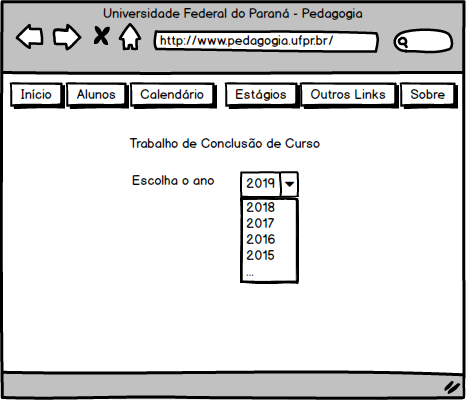 Universidade Federal do Paraná - Pedagogia
http://www.pedagogia.ufpr.br/
Início Alunos Calendário Estágios Outros Links Sobre
Trabalho de Conclusão de Curso
Escolha o ano 2019
2018
2017
2016
2015
...